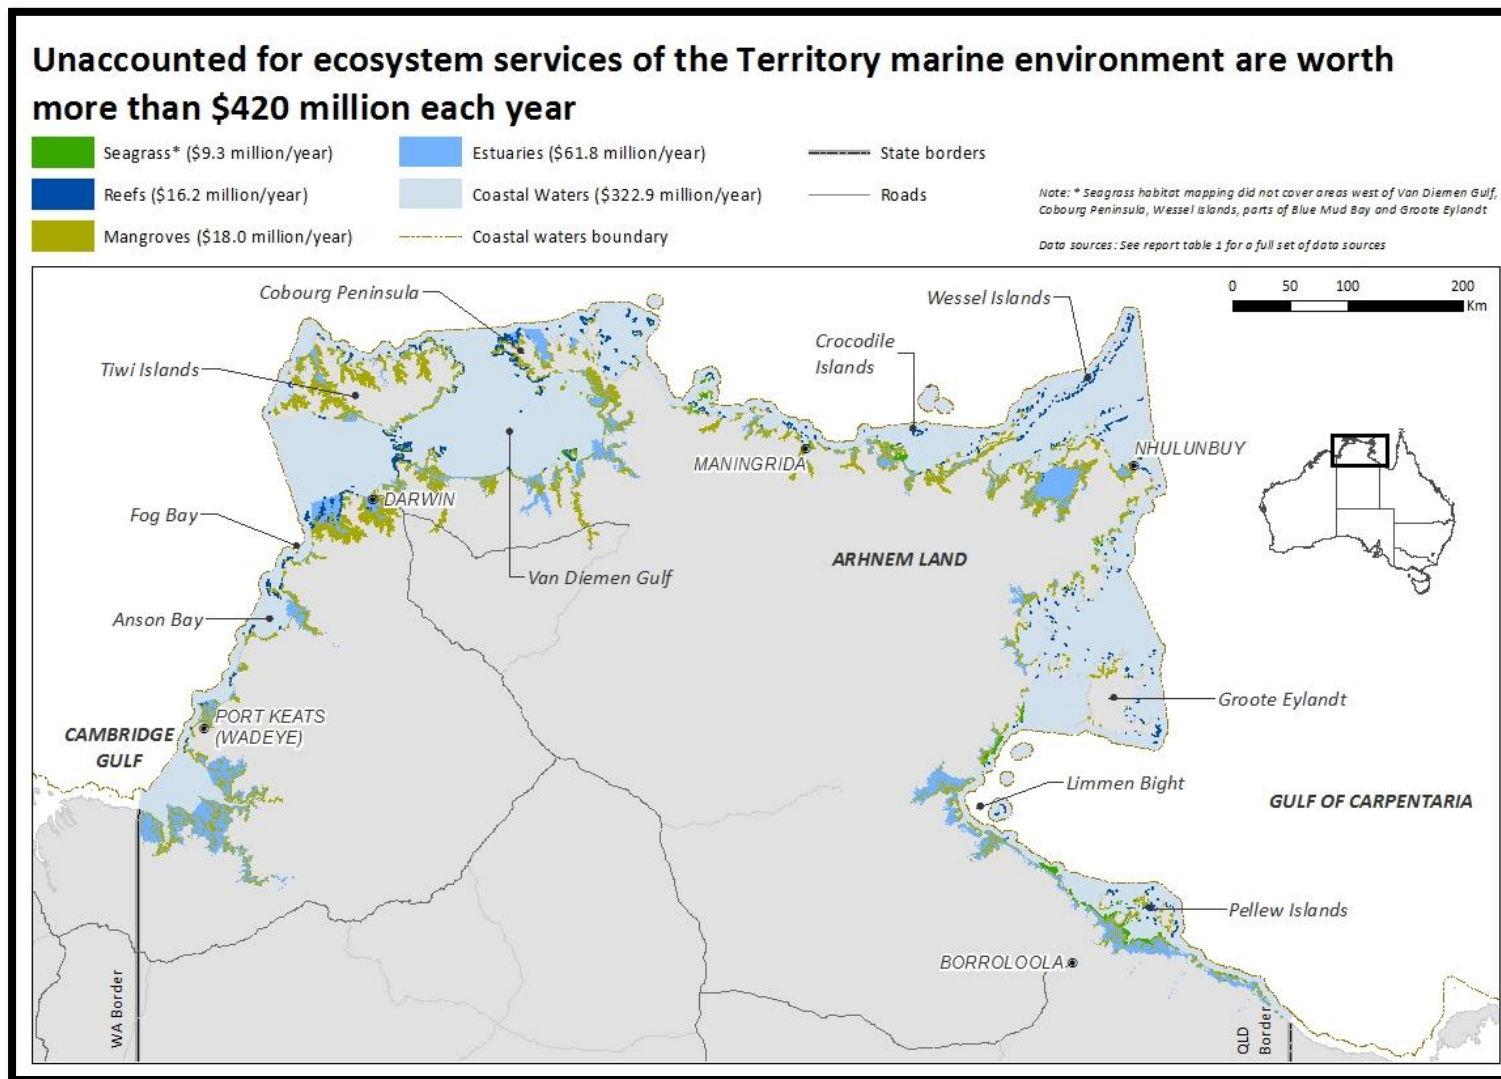 Unaccounted for ecosystem services of the Territory marine environment are worth
more than $420 million each year
Seagrass* ($9.3 million/year)
Reefs ($16.2 million/year)
Mangroves ($18.0 million/year)
Estuaries ($61.8 million/year)
Coastal Waters ($322.9 million/year)
Coastal waters boundary
State borders
Roads
Note: * Seagrass habitat mapping did not cover areas west of Van Diemen Gulf,
Cobourg Peninsula, Wessel Islands, parts of Blue Mud Bay and Groote Eylandt
Data sources: See report table 1 for a full set of data sources
0 50 100 200
Km
Cobourg Peninsula
Wessel Islands
Crocodile
Islands
Tiwi Islands
MANINGRIDA
NHULUNBUY
DARWIN
Fog Bay
Van Diemen Gulf
ARHNEM LAND
Anson Bay
Groote Eylandt
PORT KEATS
(WADEYE)
CAMBRIDGE
GULF
Limmen Bight
GULF OF CARPENTARIA
Pellew Islands
BORROLOOLA
WA Border
QLD
Border